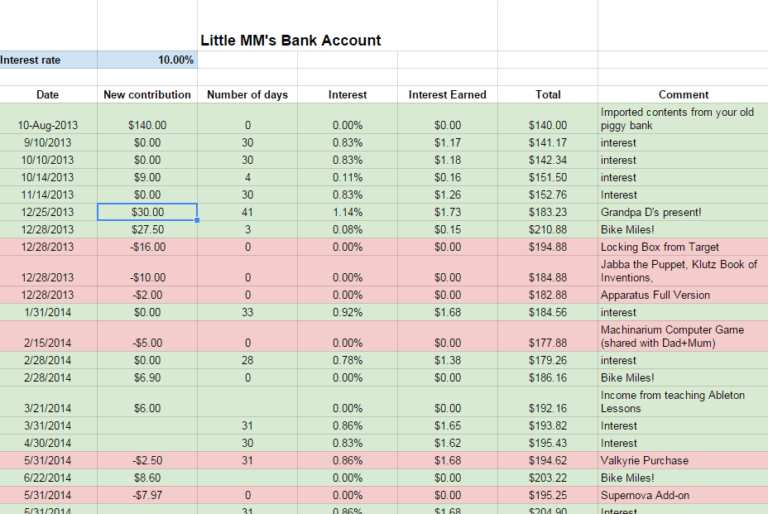 Little MM's Bank Account
Interest rate 10.00%
Date New contribution Number of days Interest Interest Earned Total Comment
Imported contents from your old
10-Aug-2013 $140.00 0 0.00% $0.00 $140.00 piggy bank
9/10/2013 $0.00 30 0.83% $1.17 $141.17 interest
10/10/2013 $0.00 30 0.83% $1.18 $142.34 interest
10/14/2013 $9.00 4 0.11% $0.16 $151.50 interest
11/14/2013 $0.00 30 0.83% $1.26 $152.76 Interest
12/25/2013 $30.00 41 1.14% $1.73 $183.23 Grandpa D's present!
12/28/2013 $27.50 3 0.08% $0.15 $210.88 Bike Miles!
12/28/2013 -$16.00 0 0.00% $0.00 $194.88 Locking Box from Target
Jabba the Puppet, Klutz Book of
12/28/2013 -$10.00 0 0.00% $0.00 $184.88 Inventions,
12/28/2013 -$2.00 0 0.00% $0.00 $182.88 Apparatus Full Version
1/31/2014 $0.00 33 0.92% $1.68 $184.56 interest
Machinarium Computer Game
2/15/2014 -$5.00 0 0.00% $0.00 $177.88 (shared with Dad+Mum)
2/28/2014 $0.00 28 0.78% $1.38 $179.26 interest
2/28/2014 $6.90 0 0.00% $0.00 $186.16 Bike Miles!
Income from teaching Ableton
3/21/2014 $6.00 0.00% $0.00 $192.16 Lessons
3/31/2014 31 0.86% $1.65 $193.82 Interest
4/30/2014 30 0.83% $1.62 $195.43 Interest
5/31/2014 -$2.50 31 0.86% $1.68 $194.62 Valkyrie Purchase
6/22/2014 $8.60 0.00% $0.00 $203.22 Bike Miles!
5/31/2014 -$7.97 0 0.00% $0.00 $195.25 Supernova Add-on
5/31/2014 31 0.86% $1.68 $204.90 Interest